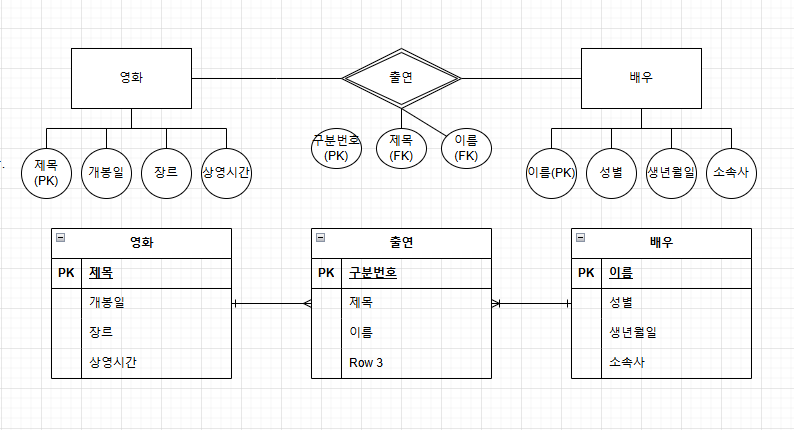 영화
출연
배우
제목
(PK)
개봉일
장르
상영시간
구분번호
(PK)
제목
(FK)
이름
(FK)
이름(PK)
성별
생년월일
소속사
영화
PK 제목
개봉일
장르
상영시간
출연
PK 구분번호
제목
이름
Row 3
배우
PK 이름
성별
생년월일
소속사